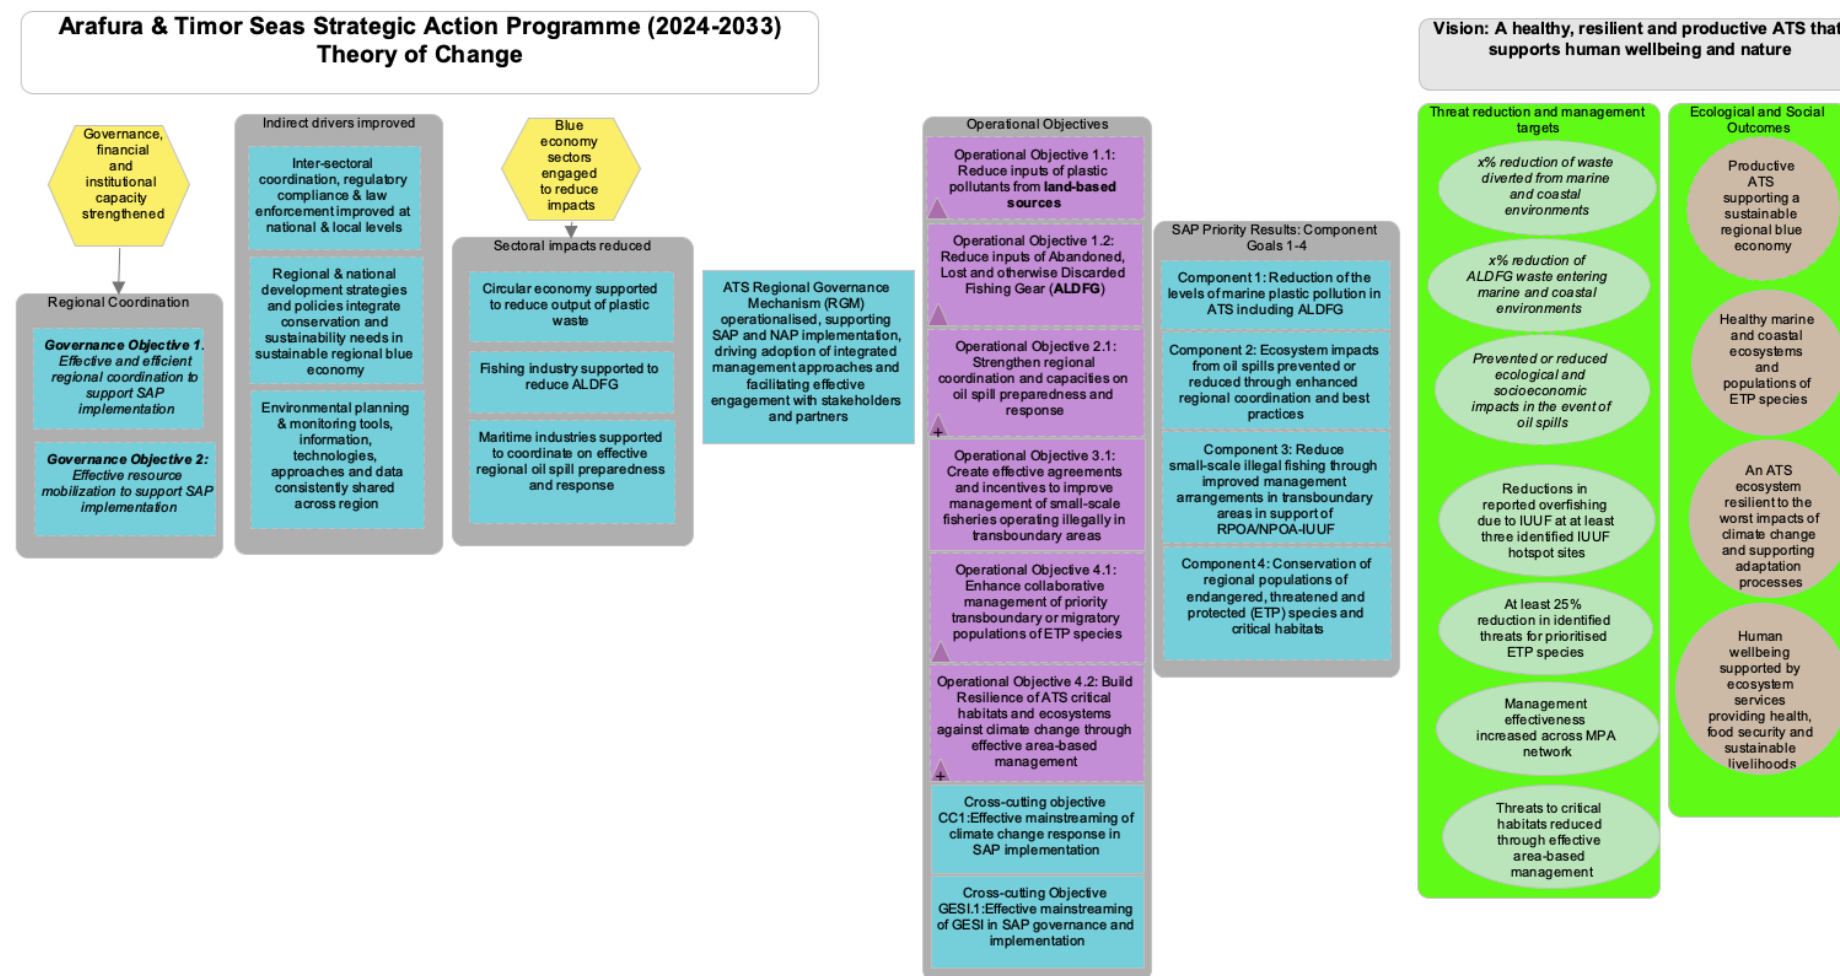 Arafura & Timor Seas Strategic Action Programme (2024-2033)
Theory of Change
Vision: A healthy, resilient and productive ATS that
supports human wellbeing and nature
Governance,
financial
and
institutional
capacity
strengthened
Regional Coordination
Governance Objective 1.
Effective and efficient
regional coordination to
support SAP
implementation
Governance Objective 2:
Effective resource
mobilization to support SAP
implementation
Indirect drivers improved
Inter-sectoral
coordination, regulatory
compliance & law
enforcement improved at
national & local levels
Regional & national
development strategies
and policies integrate
conservation and
sustainability needs in
sustainable regional blue
economy
Environmental planning
& monitoring tools,
information,
technologies,
approaches and data
consistently shared
across region
Blue
economy
sectors
engaged
to reduce
impacts
Sectoral impacts reduced
Circular economy supported
to reduce output of plastic
waste
Fishing industry supported to
reduce ALDFG
Maritime industries supported
to coordinate on effective
regional oil spill preparedness
and response
ATS Regional Governance
Mechanism (RGM)
operationalised, supporting
SAP and NAP implementation,
driving adoption of integrated
management approaches and
facilitating effective
engagement with stakeholders
and partners
Operational Objectives
Operational Objective 1.1:
Reduce inputs of plastic
pollutants from land-based
sources
Operational Objective 1.2:
Reduce inputs of Abandoned,
Lost and otherwise Discarded
Fishing Gear (ALDFG)
Operational Objective 2.1:
Strengthen regional
coordination and capacities on
oil spill preparedness and
response
+
Operational Objective 3.1:
Create effective agreements
and incentives to improve
management of small-scale
fisheries operating illegally in
transboundary areas
Operational Objective 4.1:
Enhance collaborative
management of priority
transboundary or migratory
populations of ETP species
Operational Objective 4.2: Build
Resilience of ATS critical
habitats and ecosystems
against climate change through
effective area-based
management
+
Cross-cutting objective
CC1:Effective mainstreaming of
climate change response in
SAP implementation
Cross-cutting Objective
GESI.1:Effective mainstreaming
of GESI in SAP governance and
implementation
SAP Priority Results: Component
Goals 1-4
Component 1: Reduction of the
levels of marine plastic pollution in
ATS including ALDFG
Component 2: Ecosystem impacts
from oil spills prevented or
reduced through enhanced
regional coordination and best
practices
Component 3: Reduce
small-scale illegal fishing through
improved management
arrangements in transboundary
areas in support of
RPOA/NPOA-IUUF
Component 4: Conservation of
regional populations of
endangered, threatened and
protected (ETP) species and
critical habitats
Threat reduction and management
targets
x% reduction of waste
diverted from marine
and coastal
environments
x% reduction of
ALDFG waste entering
marine and coastal
environments
Prevented or reduced
ecological and
socioeconomic
impacts in the event of
oil spills
Reductions in
reported overfishing
due to IUUF at at least
three identified IUUF
hotspot sites
At least 25%
reduction in identified
threats for prioritised
ETP species
Management
effectiveness
increased across MPA
network
Threats to critical
habitats reduced
through effective
area-based
management
Ecological and Social
Outcomes
Productive
ATS
supporting a
sustainable
regional blue
economy
Healthy marine
and coastal
ecosystems
and
populations of
ETP species
An ATS
ecosystem
resilient to the
worst impacts of
climate change
and supporting
adaptation
processes
Human
wellbeing
supported by
ecosystem
services
providing health,
food security and
sustainable
livelihoods